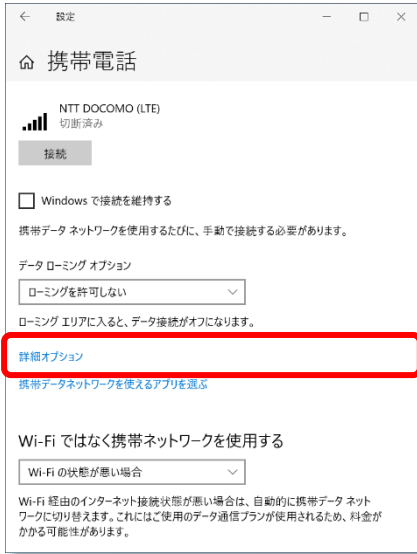 設定
携帯電話
NTT DOCOMO (LTE)
切断済み
接続
Windows で接続を維持する
携帯データ ネットワークを使用するたびに、手動で接続する必要があります。
データ ローミング オプション
ローミングを許可しない
ローミング エリアに入ると、データ接続がオフになります。
詳細オプション
携帯データネットワークを使えるアプリを選ぶ
Wi-Fi ではなく携帯ネットワークを使用する
Wi-Fi の状態が悪い場合
Wi-Fi 経由のインターネット接続状態が悪い場合は、自動的に携帯データ ネット
ワークに切り替えます。これにはご使用のデータ通信プランが使用されるため、料金が
かかる可能性があります。